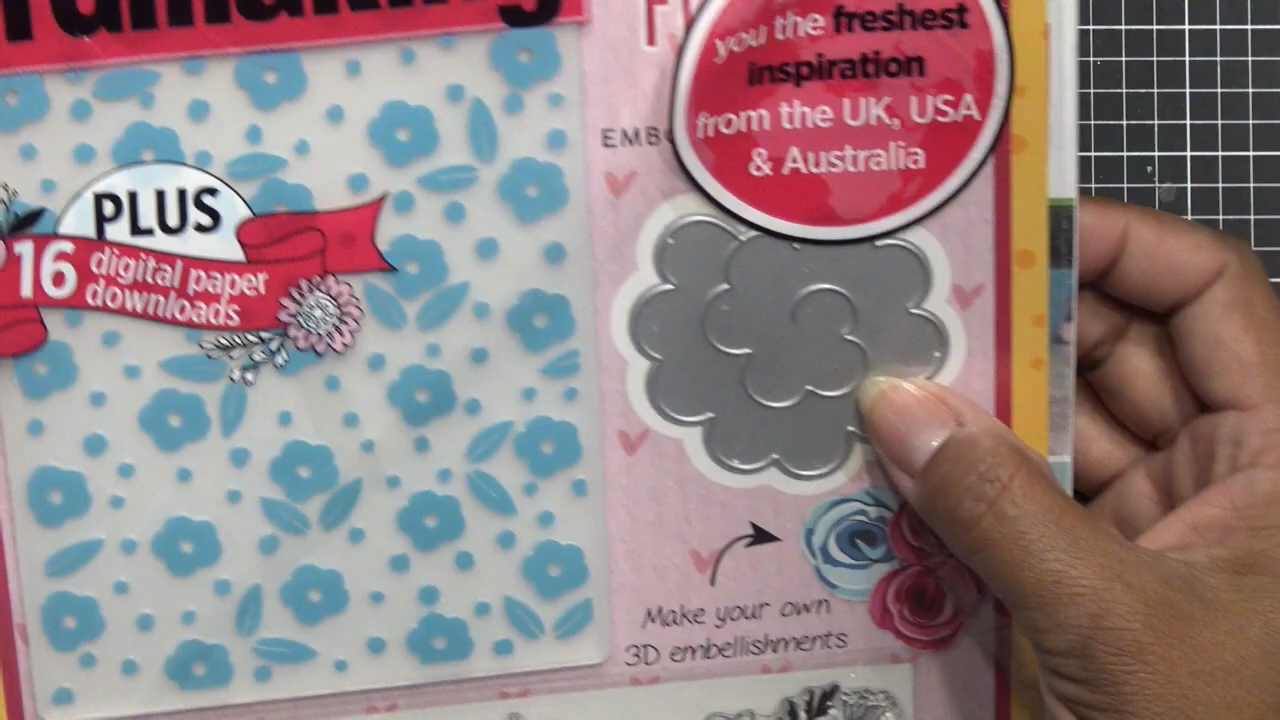 you the freshest
inspiration
from the UK, USA
& Australia
PLUS
16 digital paper
downloads
Make your own
3D embellishments